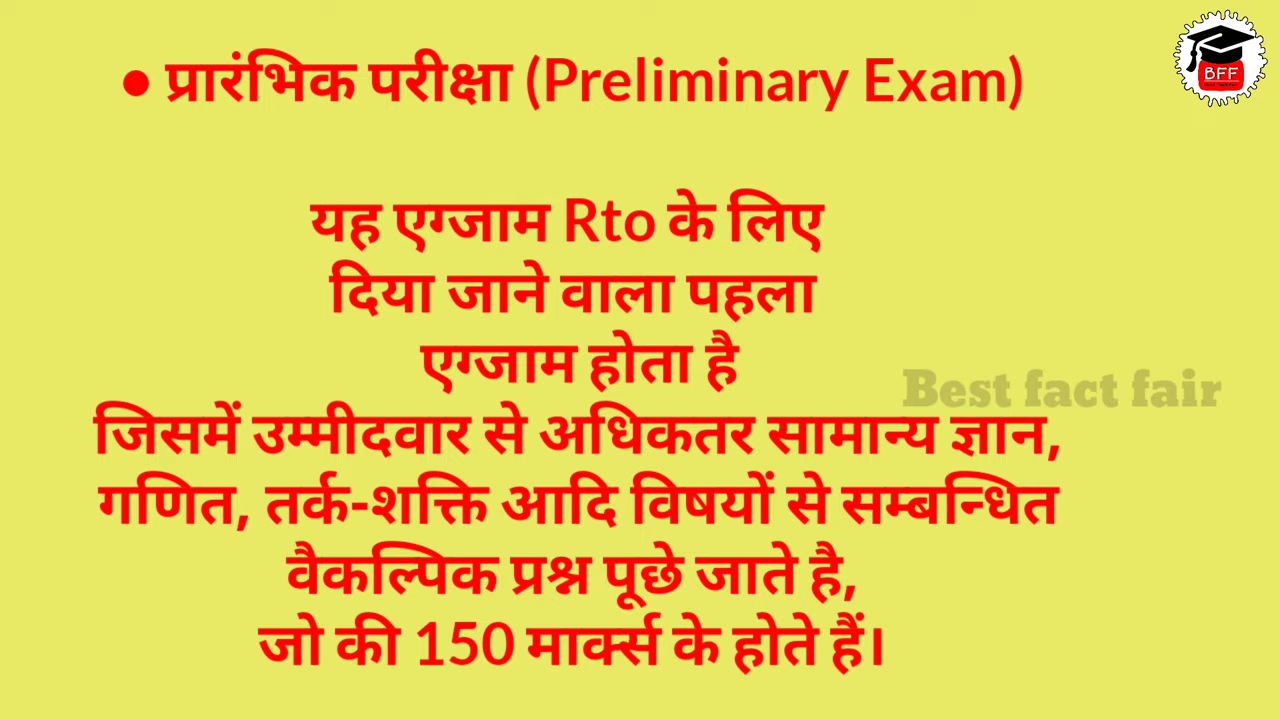 • प्रारंभिक परीक्षा (Preliminary Exam)
BFF
यह एग्जाम Rto के लिए
दिया जाने वाला पहला
एग्जाम होता है
Best fact fair
जिसमें उम्मीदवार से अधिकतर सामान्य ज्ञान,
गणित, तर्क-शक्ति आदि विषयों से सम्बन्धित
वैकल्पिक प्रश्न पूछे जाते है,
जो की 150 मार्क्स के होते हैं।